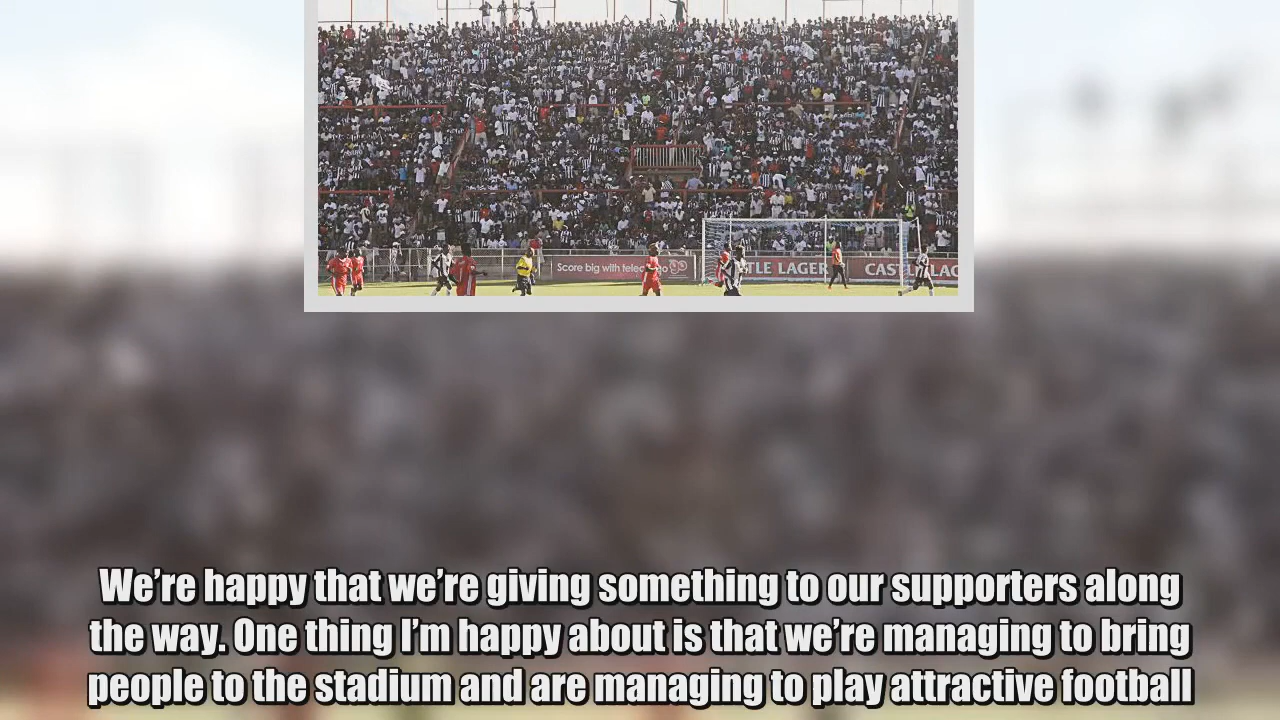 Score big with telec go
TLE LAGER
CASTLE LAG
We’re happy that we’re giving something to our supporters along
the way. One thing I’m happy about is that we’re managing to bring
people to the stadium and are managing to play attractive football